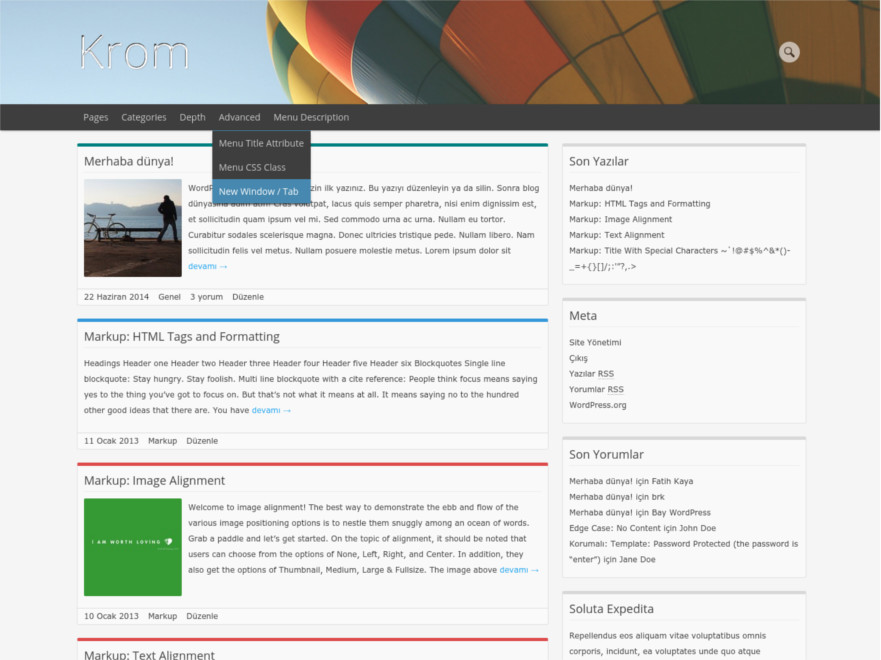 Krom
Pages Categories Depth Advanced Menu Description
Menu Title Attribute
Menu CSS Class
New Window / Tab
Merhaba dünya!
zin ilk yazınız. Bu yazıyı düzenleyin ya da silin. Sonra blog
volutpat, lacus quis semper pharetra, nisi enim dignissim est,
et sollicitudin quam ipsum vel mi. Sed commodo urna ac urna. Nullam eu tortor.
Curabitur sodales scelerisque magna. Donec ultricies tristique pede. Nullam libero. Nam
sollicitudin felis vel metus. Nullam posuere molestie metus. Lorem ipsum dolor sit
devamı →
22 Haziran 2014 Genel 3 yorum Düzenle
Markup: HTML Tags and Formatting
Headings Header one Header two Header three Header four Header five Header six Blockquotes Single line
blockquote: Stay hungry. Stay foolish. Multi line blockquote with a cite reference: People think focus means saying
yes to the thing you've got to focus on. But that's not what it means at all. It means saying no to the hundred
other good ideas that there are. You have devamı →
11 Ocak 2013 Markup Düzenle
Markup: Image Alignment
I AM WORTH LOVING
Welcome to image alignment! The best way to demonstrate the ebb and flow of the
various image positioning options is to nestle them snuggly among an ocean of words.
Grab a paddle and let's get started. On the topic of alignment, it should be noted that
users can choose from the options of None, Left, Right, and Center. In addition, they
also get the options of Thumbnail, Medium, Large & Fullsize. The image above devamı →
10 Ocak 2013 Markup Düzenle
Markup: Text Alignment
Son Yazılar
Merhaba dünya!
Markup: HTML Tags and Formatting
Markup: Image Alignment
Markup: Text Alignment
Markup: Title With Special Characters ~`!@#$%^&*()-
_=+{}[]/;:'"?,.>
Meta
Site Yönetimi
Çıkış
Yazılar RSS
Yorumlar RSS
WordPress.org
Son Yorumlar
Merhaba dünya! için Fatih Kaya
Merhaba dünya! için brk
Merhaba dünya! için Bay WordPress
Edge Case: No Content için John Doe
Korumalı: Template: Password Protected (the password is
"enter") için Jane Doe
Soluta Expedita
Repellendus eos aliquam vitae voluptatibus omnis
corporis, incidunt, ea voluptates unde quo atque